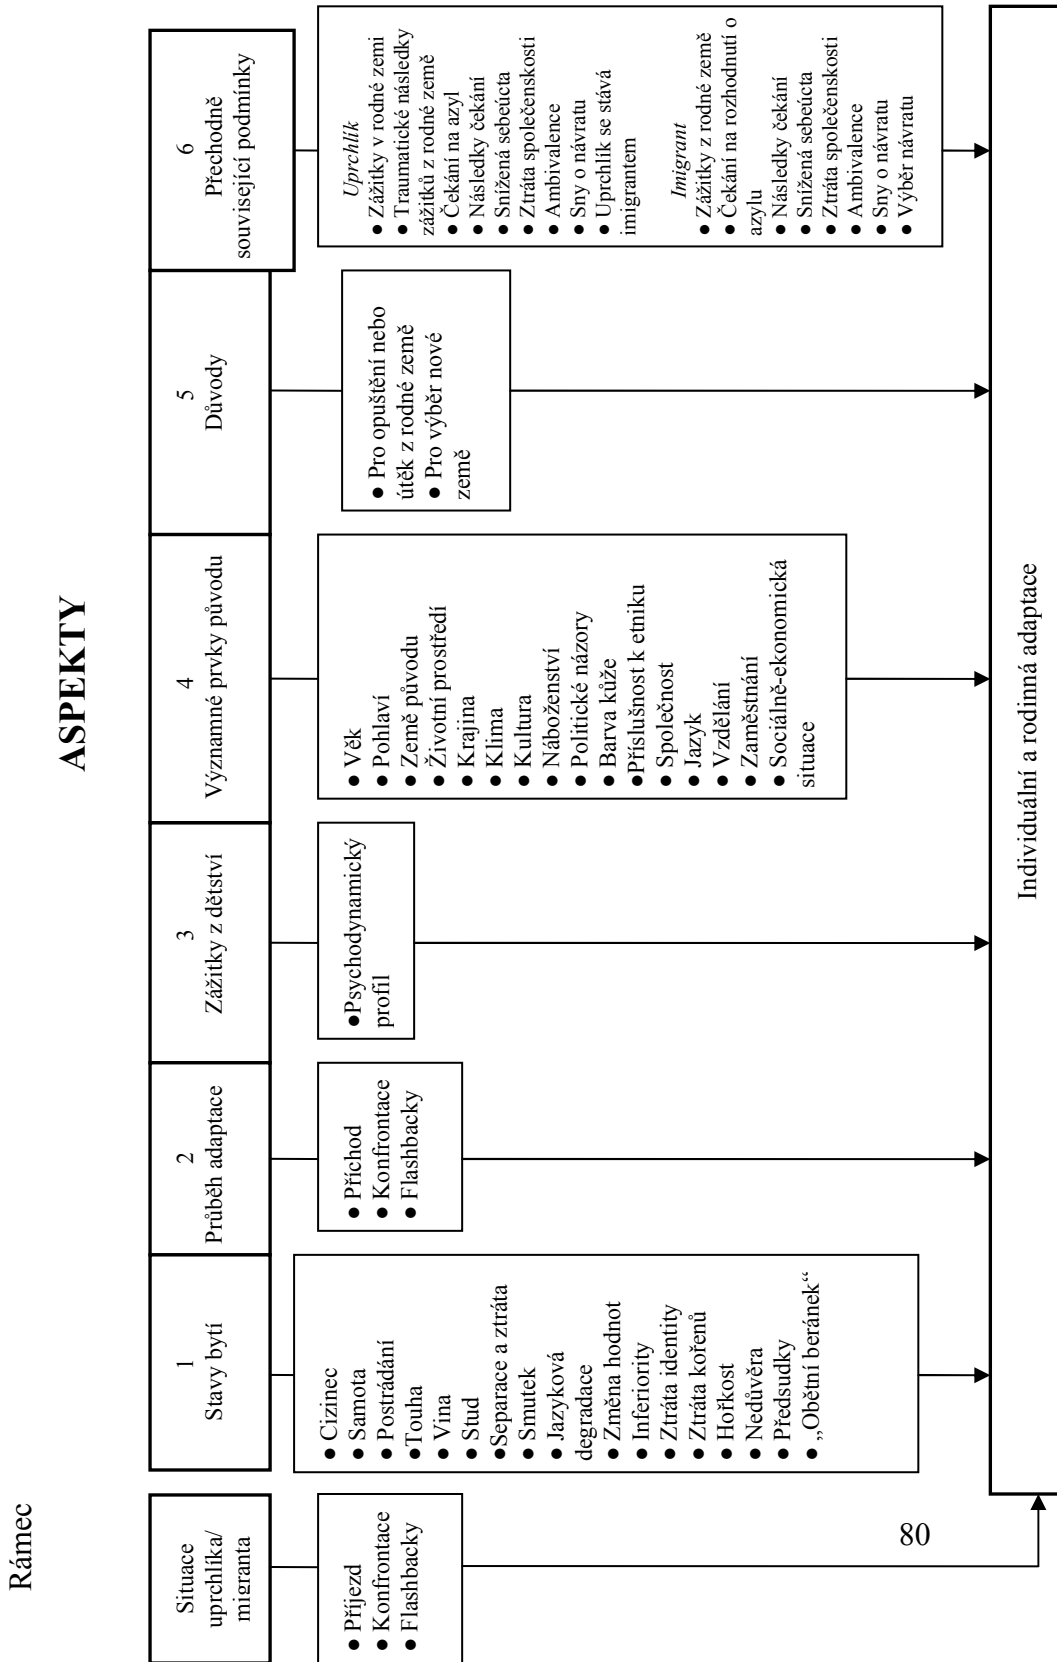 Rámec
ASPEKTY
Situace
uprchlíka/
migranta
● Příjezd
● Konfrontace
● Flashbacky
1
Stavy bytí
● Cizinec
● Samota
● Postrádání
●Touha
● Vina
● Stud
●Separace a ztráta
● Smutek
● Jazyková
degradace
● Změna hodnot
● Inferiority
● Ztráta identity
● Ztráta kořenů
● Hořkost
● Nedůvěra
● Předsudky
● „Obětní beránek“
2
Průběh adaptace
● Příchod
● Konfrontace
● Flashbacky
3
Zážitky z dětství
●Psychodynamický
profil
4
Významné prvky původu
● Věk
● Pohlaví
● Země původu
● Životní prostředí
● Krajina
● Klima
● Kultura
● Náboženství
● Politické názory
● Barva kůže
●Příslušnost k etniku
● Společnost
● Jazyk
● Vzdělání
● Zaměstnání
● Sociálně-ekonomická
situace
5
Důvody
● Pro opuštění nebo
útěk z rodné země
● Pro výběr nové
země
6
Přechodně
související podmínky
Uprchlík
● Zážitky v rodné zemi
● Traumatické následky
zážitků z rodné země
● Čekání na azyl
● Následky čekání
● Snížená sebeúcta
● Ztráta společenskosti
● Ambivalence
● Sny o návratu
● Uprchlík se stává
imigrantem
Imigrant
● Zážitky z rodné země
● Čekání na rozhodnutí o
azylu
● Následky čekání
● Snížená sebeúcta
● Ztráta společenskosti
● Ambivalence
● Sny o návratu
● Výběr návratu
Individuální a rodinná adaptace
80